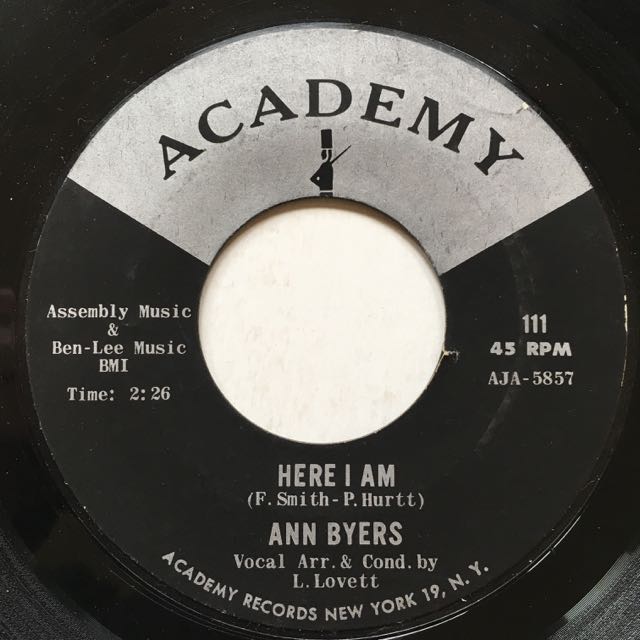 ACADEMY
Assembly Music
&
Ben-Lee Music
BMI
Time: 2:26
111
45 RPM
AJA-5857
HERE I AM
(F. Smith-P. Hurtt)
ANN BYERS
Vocal Arr. & Cond. by
L. Lovett
ACADEMY RECORDS NEW YORK 19, N. Y.